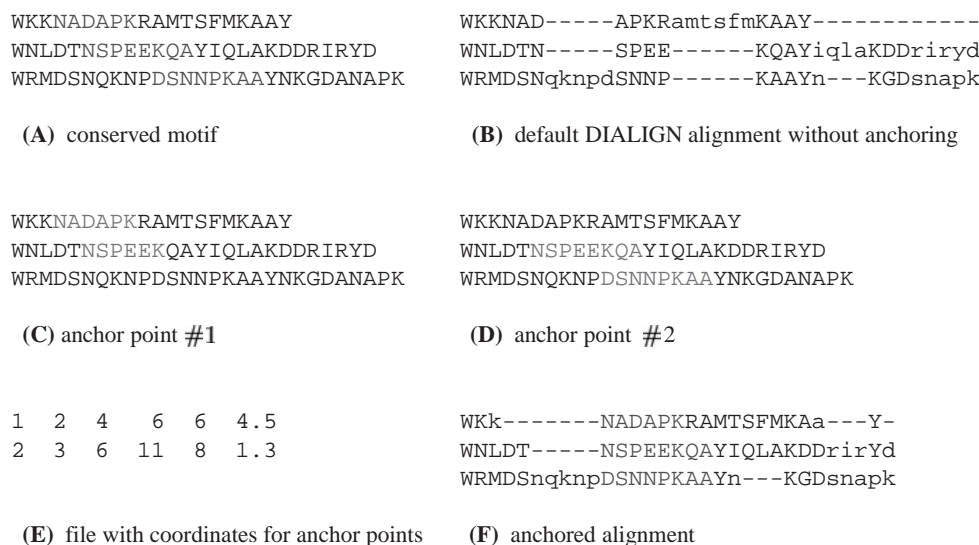 WKKNADAPKRAMTSFMKAAY
WNLDTNSPEEKQAYIQLAKDDRIRYD
WRMDSNQKNPDSNNPKAAYNKGDANAPK
(A) conserved motif
WKKNAD-----APKRamtsfmKAAY------------
WNLDTN-----SPEE------KQAYiqlaKDDriryd
WRMDSNqknpdSNNP------KAAYn---KGDsnapk
(B) default DIALIGN alignment without anchoring
WKKNADAPKRAMTSFMKAAY
WNLDTNSPEEKQAYIQLAKDDRIRYD
WRMDSNQKNPDSNNPKAAYNKGDANAPK
(C) anchor point #1
WKKNADAPKRAMTSFMKAAY
WNLDTNSPEEKQAYIQLAKDDRIRYD
WRMDSNQKNPDSNNPKAAYNKGDANAPK
(D) anchor point #2
1 2 4 6 6 4.5
2 3 6 11 8 1.3
(E) file with coordinates for anchor points
WKk-------NADAPKRAMTSFMKAa---Y-
WNLDT-----NSPEEKQAYIQLAKDDrirYd
WRMDSnqknpDSNNPKAAYn---KGDsnapk
(F) anchored alignment